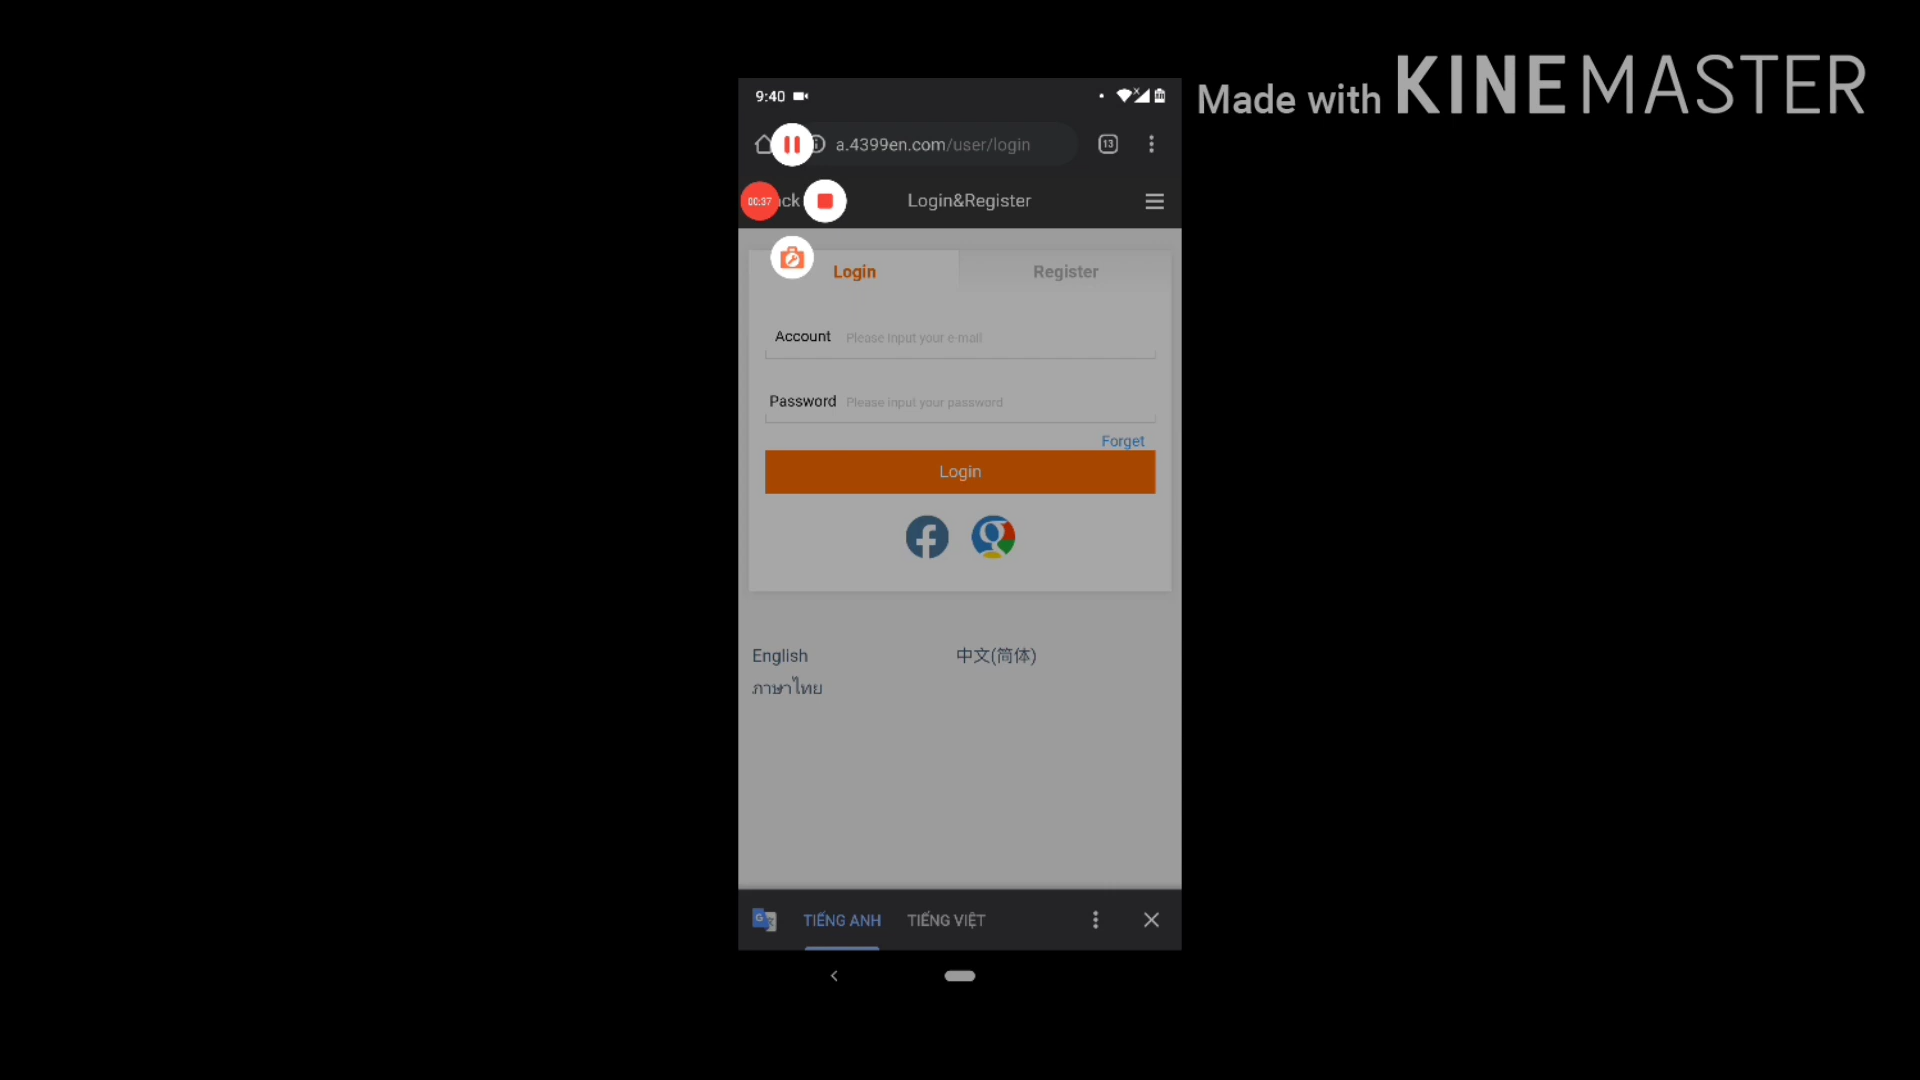 Made with KINEMASTER
9:40
a.4399en.com/user/login
13
00:37
ck
Login&Register
Login
Register
Account
Please input your e-mail
Password
Please input your password
Forget
Login
English
中文(简体)
ภาษาไทย
TIẾNG ANH
TIẾNG VIỆT